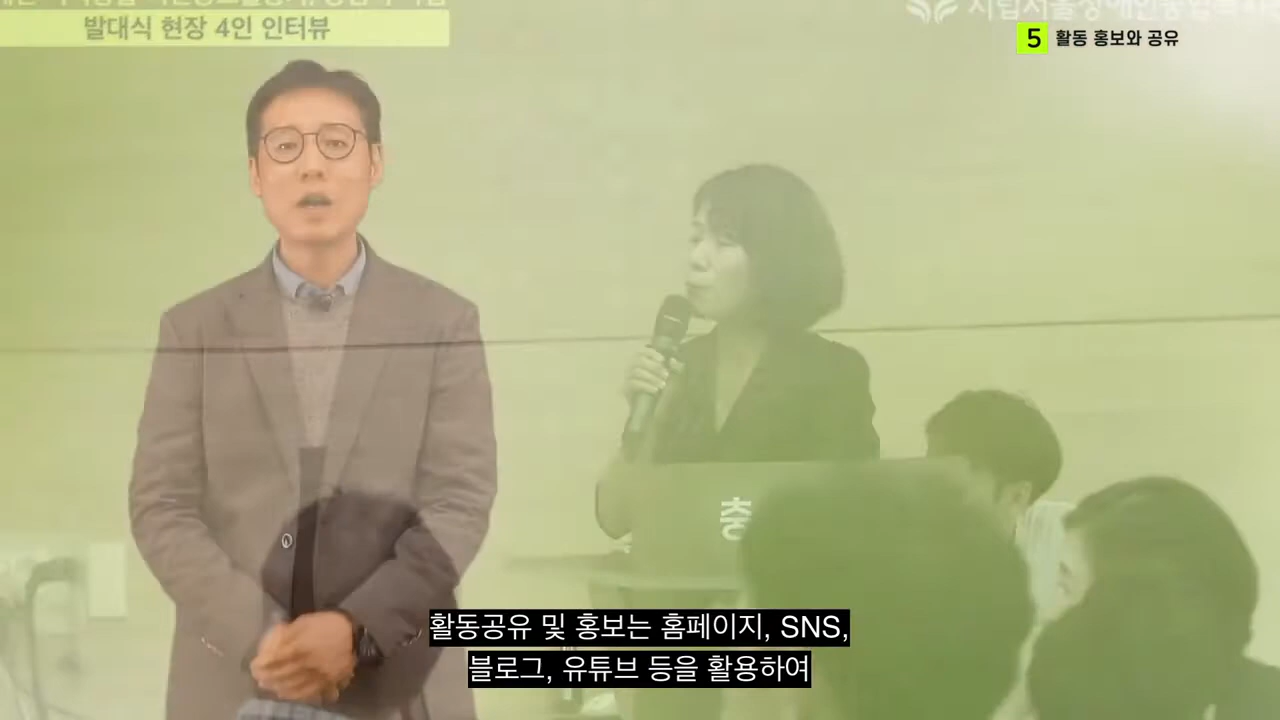 발대식 현장 4인 인터뷰
5 활동 홍보와 공유
충
활동공유 및 홍보는 홈페이지, SNS,
블로그, 유튜브 등을 활용하여